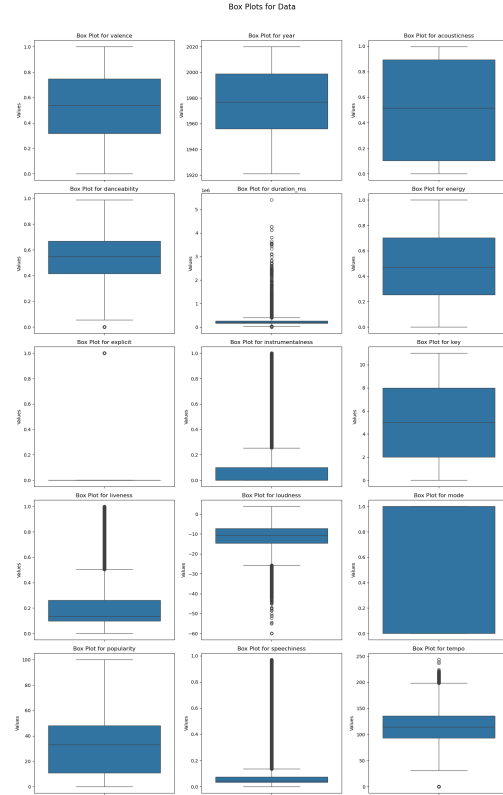 Box Plots for Data
Box Plot for valence
Values
1.0
0.8
0.6
0.4
0.2
0.0
Box Plot for year
Values
2020
2000
1980
1960
1940
1920
Box Plot for acousticness
Values
1.0
0.8
0.6
0.4
0.2
0.0
Box Plot for danceability
Values
1.0
0.8
0.6
0.4
0.2
0.0
Box Plot for duration_ms
1e6
Values
5
4
3
2
1
0
Box Plot for energy
Values
1.0
0.8
0.6
0.4
0.2
0.0
Box Plot for explicit
Values
1.0
0.8
0.6
0.4
0.2
0.0
Box Plot for instrumentalness
Values
1.0
0.8
0.6
0.4
0.2
0.0
Box Plot for key
Values
10
8
6
4
2
0
Box Plot for liveness
Values
1.0
0.8
0.6
0.4
0.2
0.0
Box Plot for loudness
Values
0
−10
−20
−30
−40
−50
−60
Box Plot for mode
Values
1.0
0.8
0.6
0.4
0.2
0.0
Box Plot for popularity
Values
100
80
60
40
20
0
Box Plot for speechiness
Values
1.0
0.8
0.6
0.4
0.2
0.0
Box Plot for tempo
Values
250
200
150
100
50
0